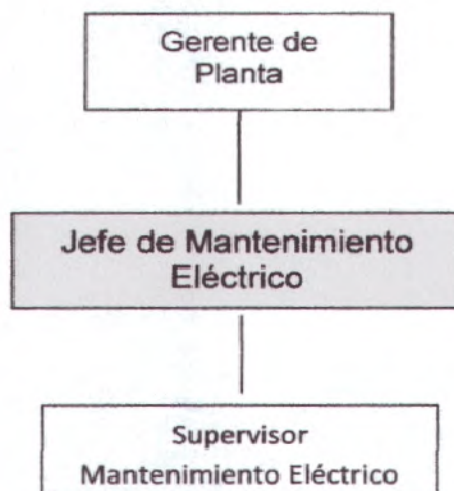 Gerente de
Planta
Jefe de Mantenimiento
Eléctrico
Supervisor
Mantenimiento Eléctrico